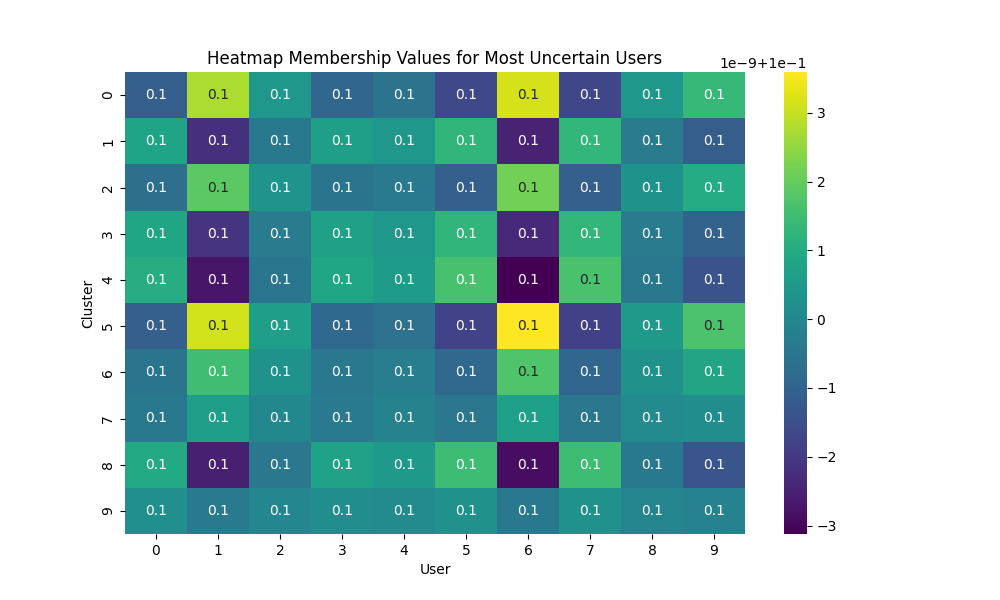 Heatmap Membership Values for Most Uncertain Users
1e−9+1e−1
0 0.1 0.1 0.1 0.1 0.1 0.1 0.1 0.1 0.1 0.1 3
1 0.1 0.1 0.1 0.1 0.1 0.1 0.1 0.1 0.1 0.1
2 0.1 0.1 0.1 0.1 0.1 0.1 0.1 0.1 0.1 0.1 2
3 0.1 0.1 0.1 0.1 0.1 0.1 0.1 0.1 0.1 0.1 1
4 0.1 0.1 0.1 0.1 0.1 0.1 0.1 0.1 0.1 0.1
Cluster
5 0.1 0.1 0.1 0.1 0.1 0.1 0.1 0.1 0.1 0.1 0
6 0.1 0.1 0.1 0.1 0.1 0.1 0.1 0.1 0.1 0.1 −1
7 0.1 0.1 0.1 0.1 0.1 0.1 0.1 0.1 0.1 0.1
8 0.1 0.1 0.1 0.1 0.1 0.1 0.1 0.1 0.1 0.1 −2
9 0.1 0.1 0.1 0.1 0.1 0.1 0.1 0.1 0.1 0.1 −3
0 1 2 3 4 5 6 7 8 9
User